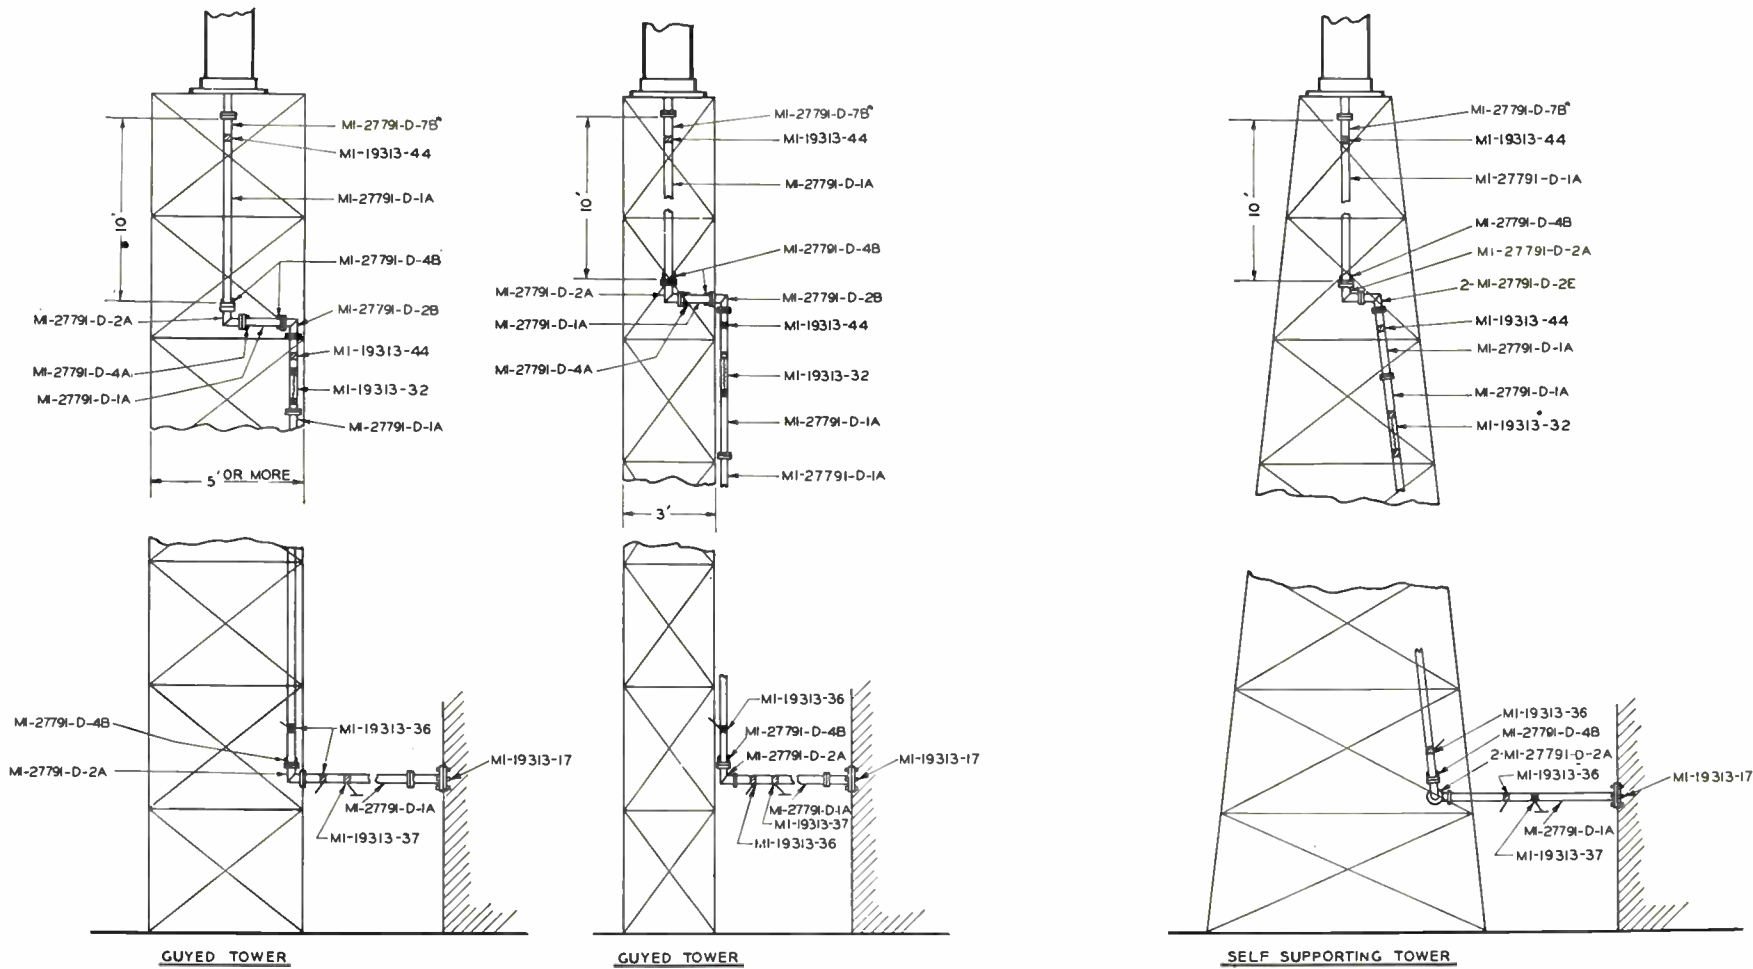 MI-27791-D-7B
MI-19313-44
10'
MI-27791-D-1A
MI-27791-D-4B
MI-27791-D-2A
MI-27791-D-2B
MI-19313-44
MI-27791-D-4A
MI-19313-32
MI-27791-D-1A
MI-27791-D-1A
5' OR MORE
MI-27791-D-4B
MI-19313-36
MI-27791-D-2A
MI-19313-17
MI-27791-D-1A
MI-19313-37
GUYED TOWER
MI-27791-D-7B
MI-19313-44
10'
MI-27791-D-1A
MI-27791-D-4B
MI-27791-D-2A
MI-27791-D-2B
MI-27791-D-1A
MI-19313-44
MI-27791-D-4A
MI-19313-32
MI-27791-D-1A
MI-27791-D-1A
3'
MI-19313-36
MI-27791-D-4B
MI-27791-D-2A
MI-19313-17
MI-27791-D-1A
MI-19313-37
MI-19313-36
GUYED TOWER
MI-27791-D-7B
MI-19313-44
10'
MI-27791-D-1A
MI-27791-D-4B
MI-27791-D-2A
2-MI-27791-D-2E
MI-19313-44
MI-27791-D-1A
MI-27791-D-1A
MI-19313-32
MI-19313-36
MI-27791-D-4B
2-MI-27791-D-2A
MI-19313-36
MI-19313-17
MI-27791-D-1A
MI-19313-37
SELF SUPPORTING TOWER